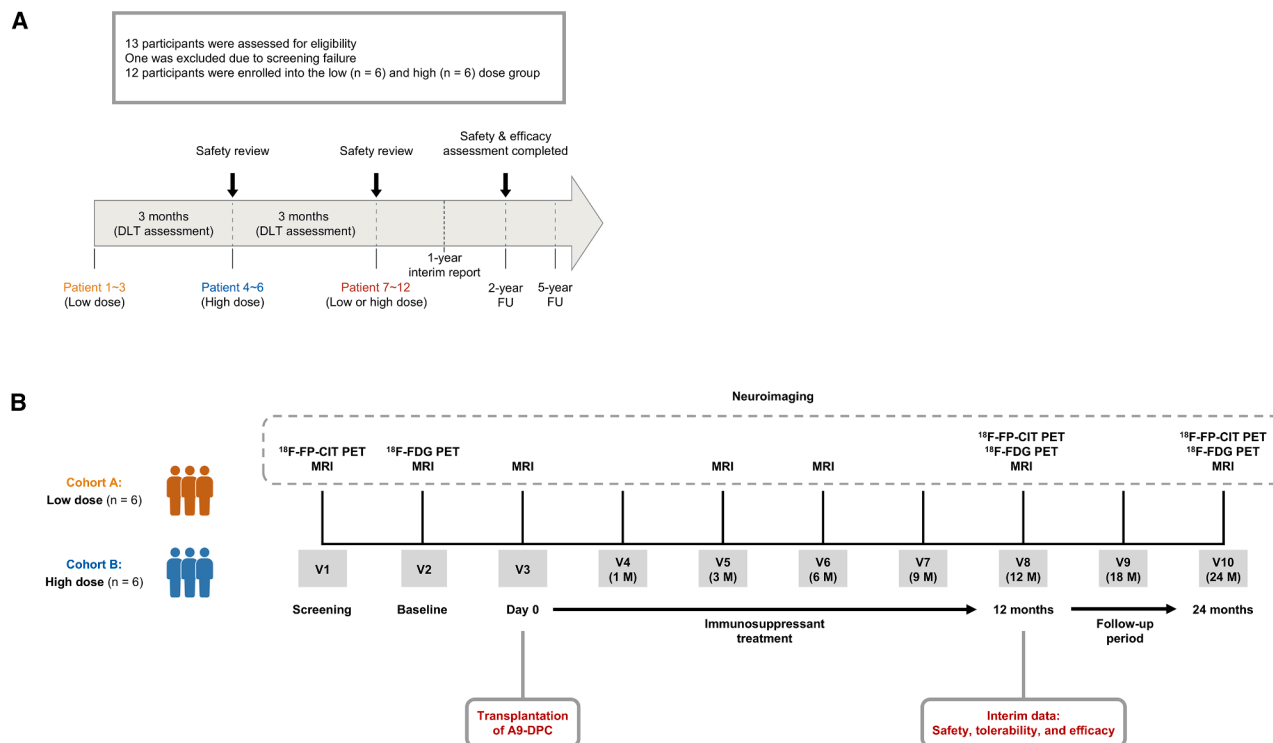 A
13 participants were assessed for eligibility
One was excluded due to screening failure
12 participants were enrolled into the low (n = 6) and high (n = 6) dose group
Safety review
Safety review
Safety & efficacy
assessment completed
3 months
(DLT assessment)
3 months
(DLT assessment)
1-year
interim report
Patient 1~3
(Low dose)
Patient 4~6
(High dose)
Patient 7~12
(Low or high dose)
2-year
FU
5-year
FU
B
Neuroimaging
¹⁸F-FP-CIT PET
MRI
¹⁸F-FDG PET
MRI
MRI
MRI
MRI
¹⁸F-FP-CIT PET
¹⁸F-FDG PET
MRI
¹⁸F-FP-CIT PET
¹⁸F-FDG PET
MRI
Cohort A:
Low dose (n = 6)
Cohort B:
High dose (n = 6)
V1
V2
V3
V4
(1 M)
V5
(3 M)
V6
(6 M)
V7
(9 M)
V8
(12 M)
V9
(18 M)
V10
(24 M)
Screening
Baseline
Day 0
Immunosuppressant
treatment
12 months
Follow-up
period
24 months
Transplantation
of A9-DPC
Interim data:
Safety, tolerability, and efficacy